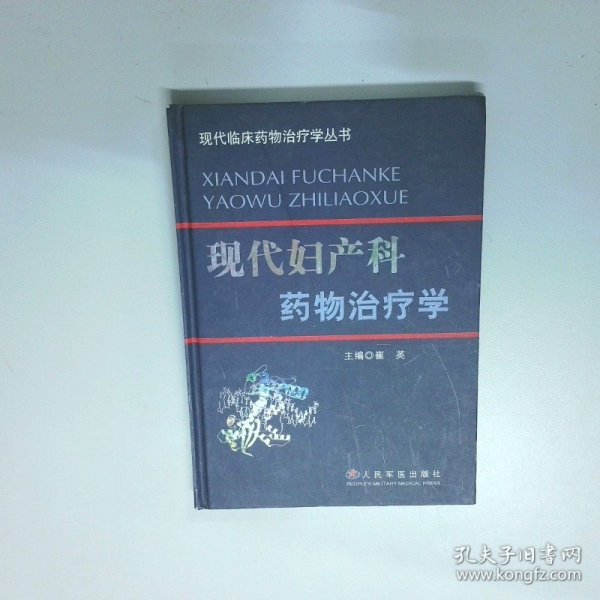 现代临床药物治疗学丛书
XIANDAI FUCHANKE
YAOWU ZHILIAOXUE
现代妇产科
药物治疗学
主编◎崔 英
人民军医出版社
PEOPLE'S MILITARY MEDICAL PRESS
孔夫子旧书网
www.kongfz.com